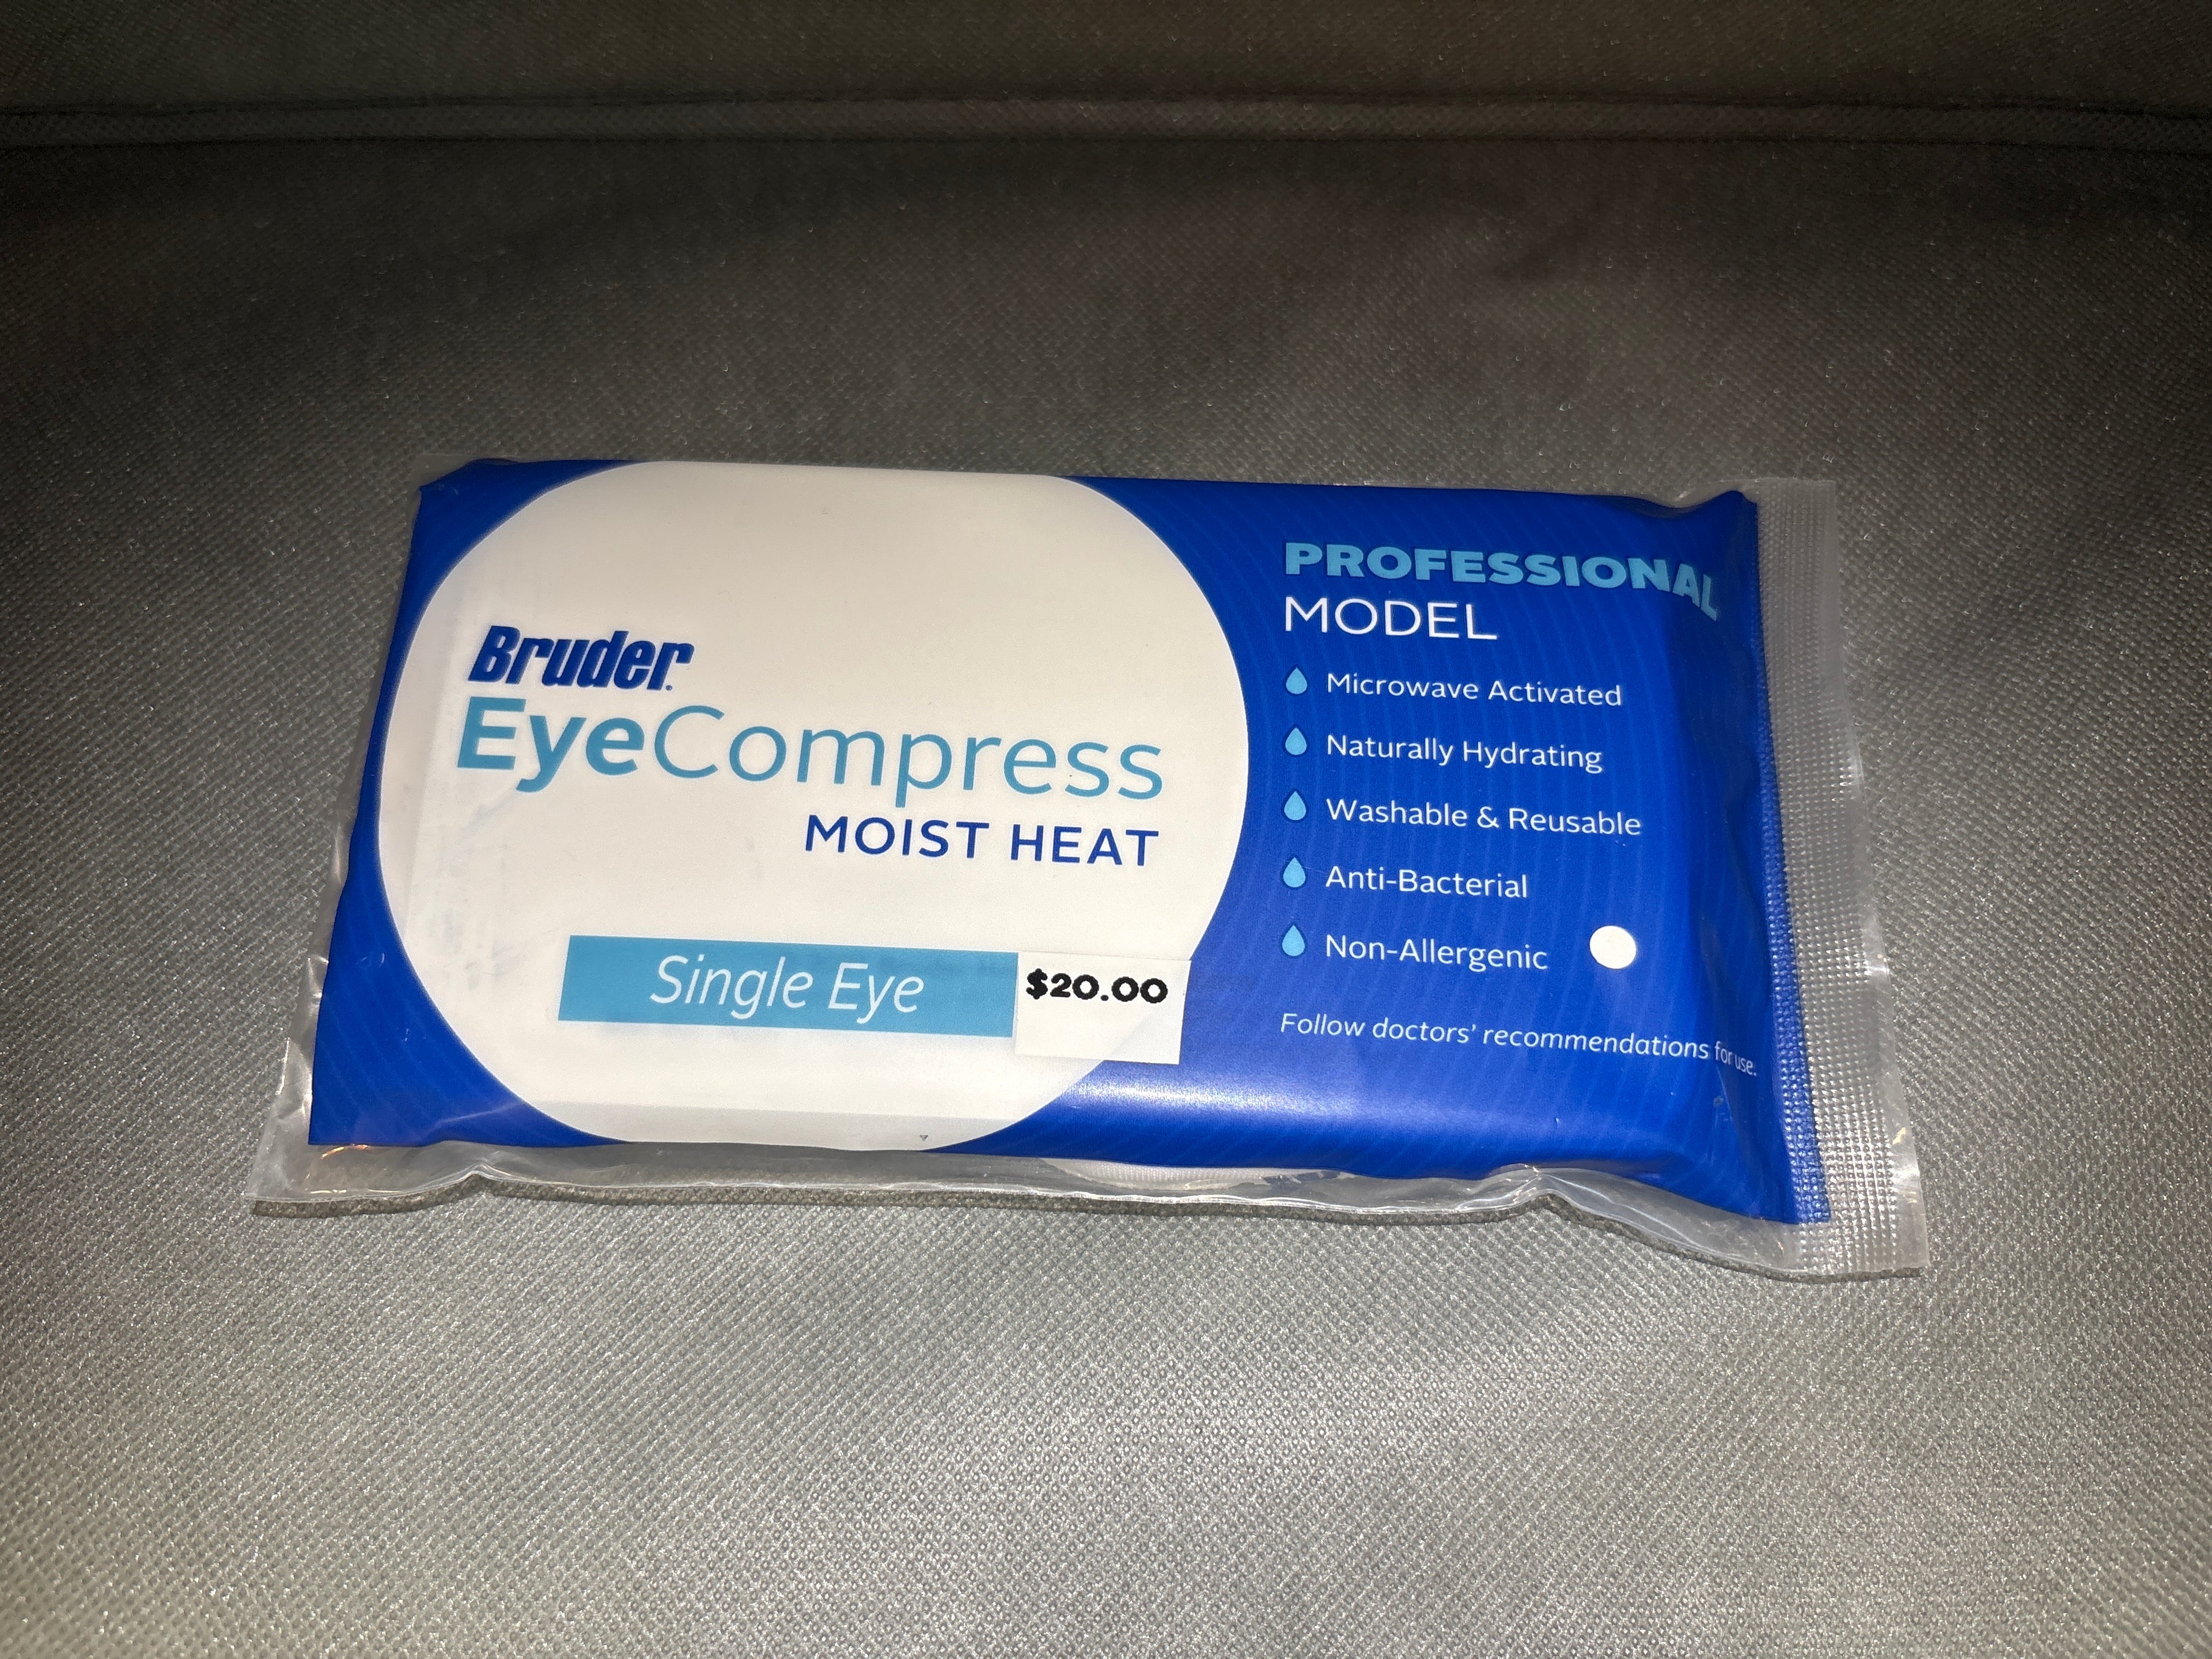 Bruder
EyeCompress
MOIST HEAT
Single Eye
$20.00
PROFESSIONAL
MODEL
Microwave Activated
Naturally Hydrating
Washable & Reusable
Anti-Bacterial
Non-Allergenic
Follow doctors' recommendations for use.